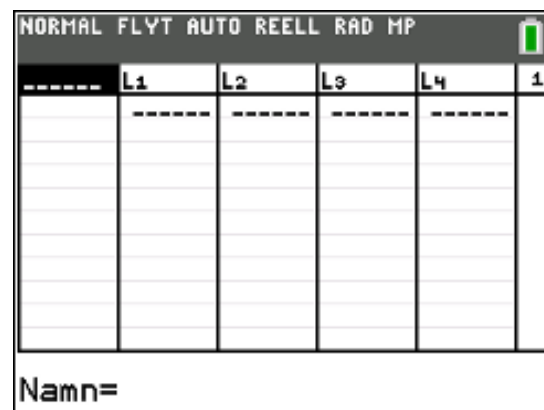 NORMAL FLYT AUTO REELL RAD MP
------ L1 L2 L3 L4 1
------ ------ ------ ------
Namn=